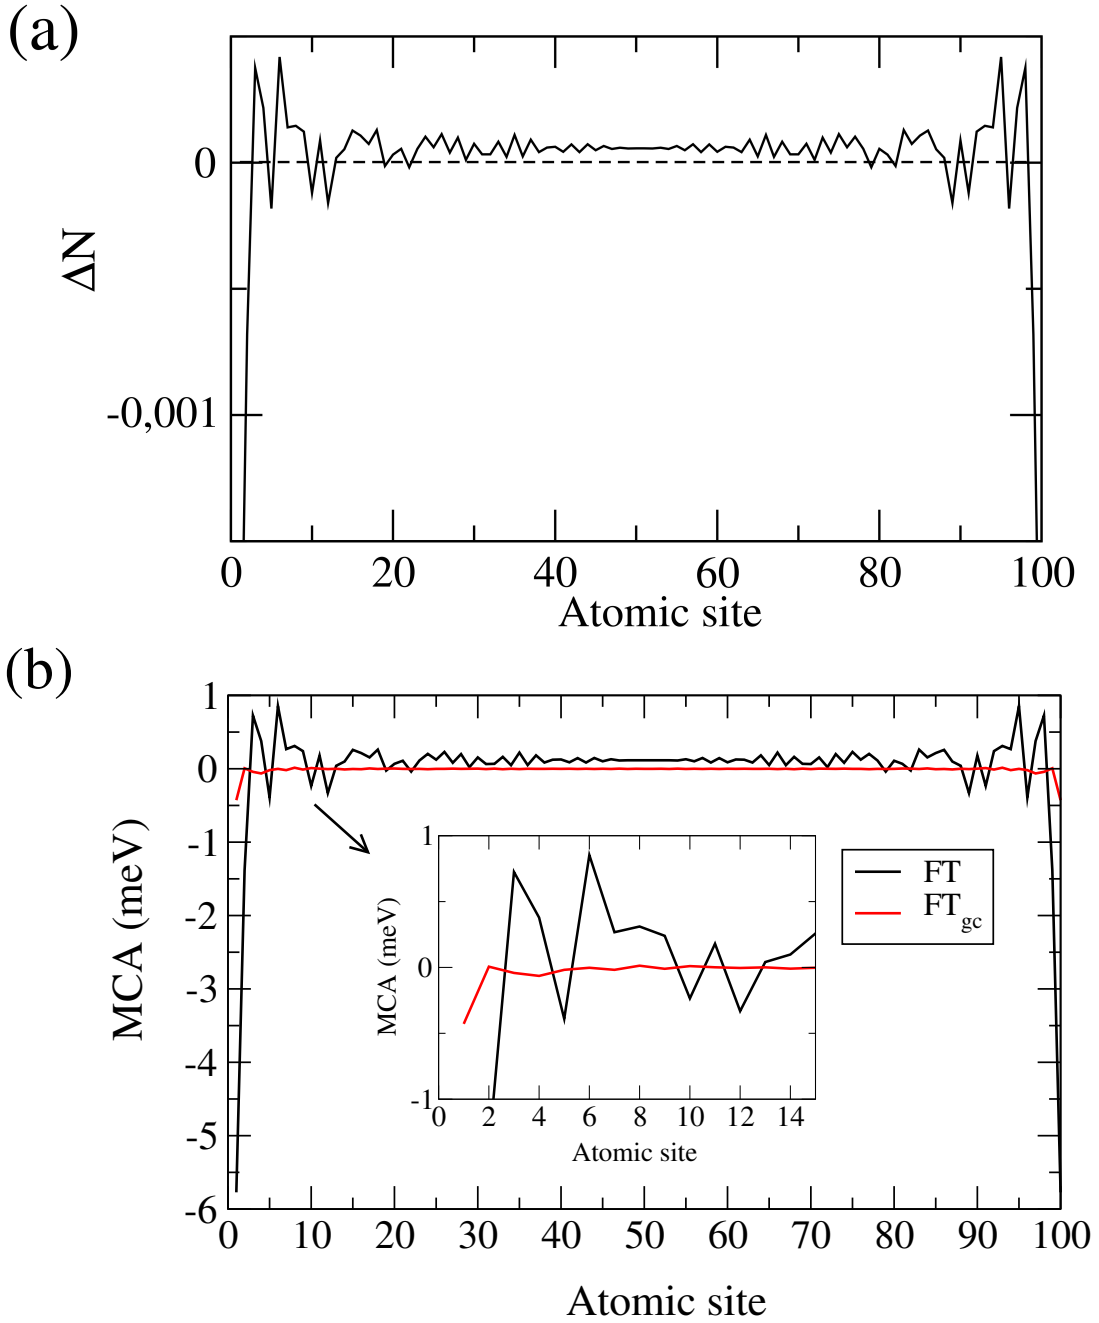 (a)
0
ΔN
-0,001
0 20 40 60 80 100
Atomic site
(b)
1
0
-1
-2
-3
-4
-5
-6
MCA (meV)
1
0
-1
MCA (meV)
0 2 4 6 8 10 12 14
Atomic site
FT
FTgc
0 10 20 30 40 50 60 70 80 90 100
Atomic site